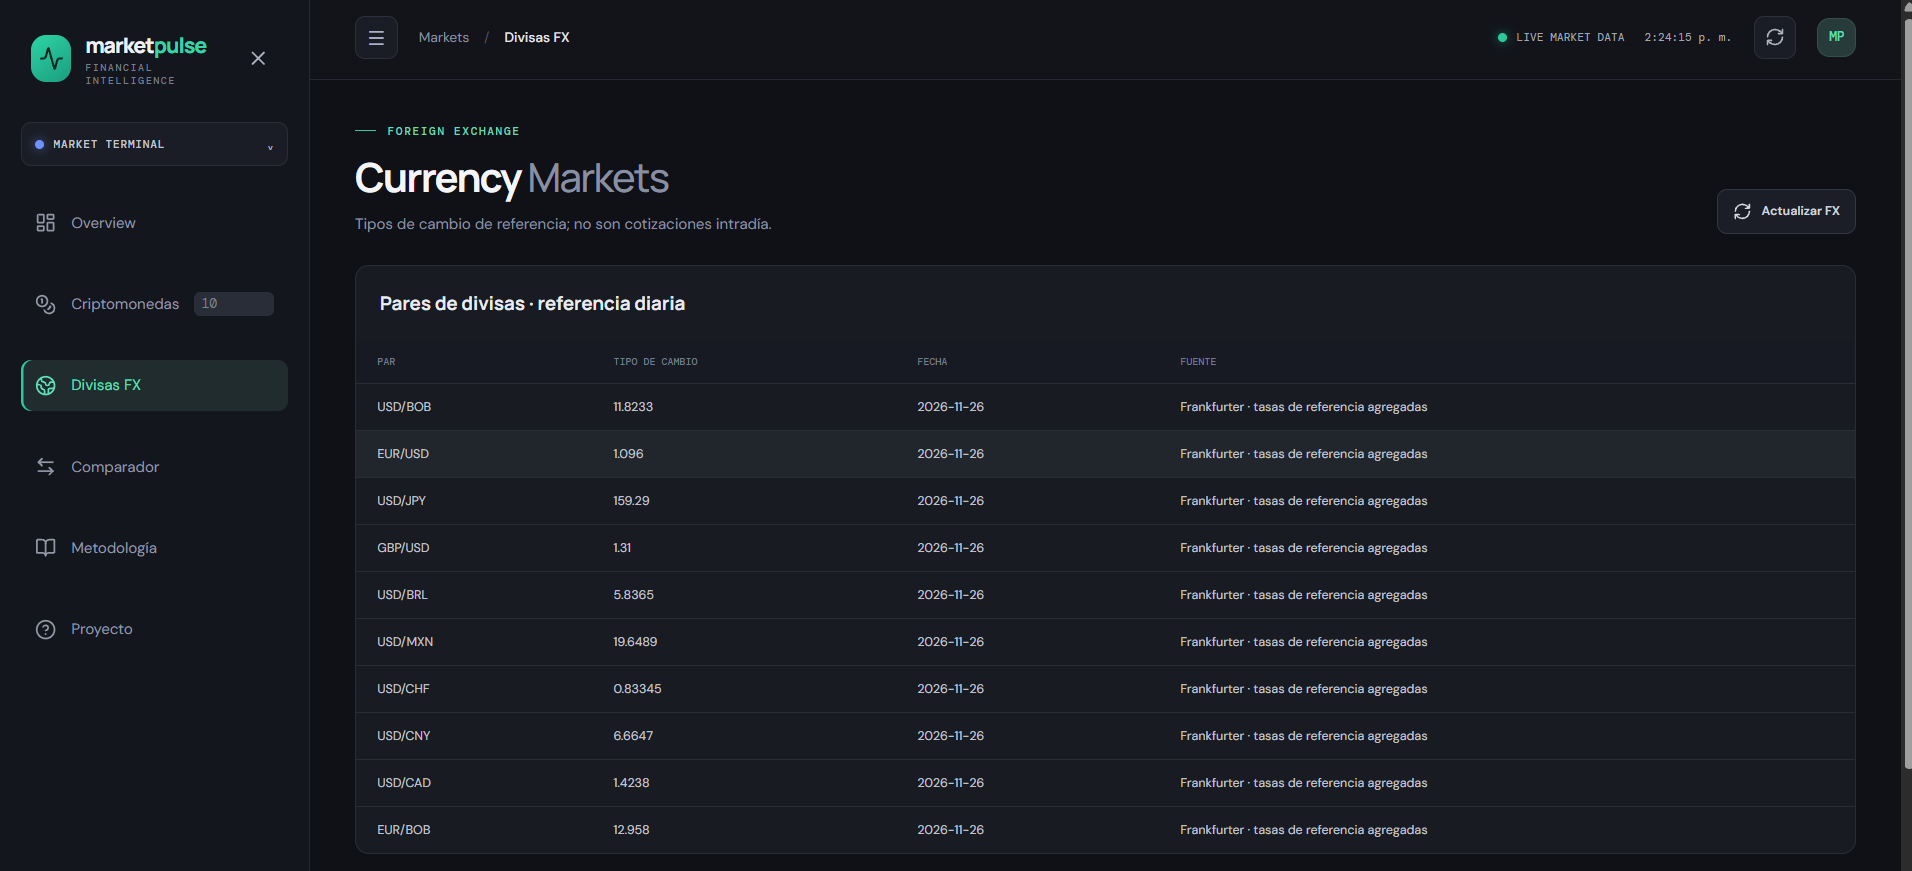 marketpulse
FINANCIAL
INTELLIGENCE
MARKET TERMINAL
Overview
Criptomonedas 10
Divisas FX
Comparador
Metodología
Proyecto
Markets / Divisas FX
LIVE MARKET DATA 2:24:15 p. m.
MP
FOREIGN EXCHANGE
Currency Markets
Tipos de cambio de referencia; no son cotizaciones intradía.
Actualizar FX
Pares de divisas · referencia diaria
PAR TIPO DE CAMBIO FECHA FUENTE
USD/BOB 11.8233 2026-11-26 Frankfurter · tasas de referencia agregadas
EUR/USD 1.096 2026-11-26 Frankfurter · tasas de referencia agregadas
USD/JPY 159.29 2026-11-26 Frankfurter · tasas de referencia agregadas
GBP/USD 1.31 2026-11-26 Frankfurter · tasas de referencia agregadas
USD/BRL 5.8365 2026-11-26 Frankfurter · tasas de referencia agregadas
USD/MXN 19.6489 2026-11-26 Frankfurter · tasas de referencia agregadas
USD/CHF 0.83345 2026-11-26 Frankfurter · tasas de referencia agregadas
USD/CNY 6.6647 2026-11-26 Frankfurter · tasas de referencia agregadas
USD/CAD 1.4238 2026-11-26 Frankfurter · tasas de referencia agregadas
EUR/BOB 12.958 2026-11-26 Frankfurter · tasas de referencia agregadas